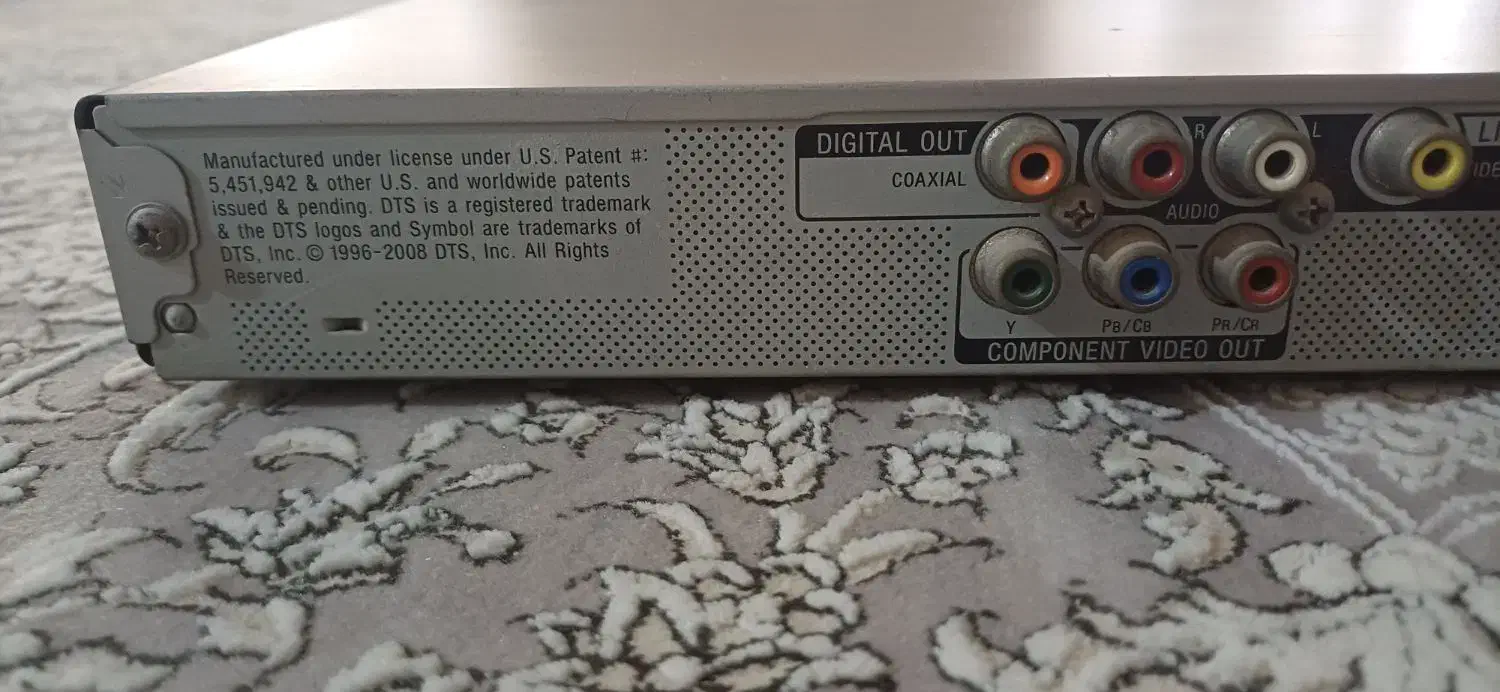 Manufactured under license under U.S. Patent #:
5,451,942 & other U.S. and worldwide patents
issued & pending. DTS is a registered trademark
& the DTS logos and Symbol are trademarks of
DTS, Inc. © 1996-2008 DTS, Inc. All Rights
Reserved.
DIGITAL OUT
COAXIAL
R
L
AUDIO
Y
PB/CB
PR/CR
COMPONENT VIDEO OUT